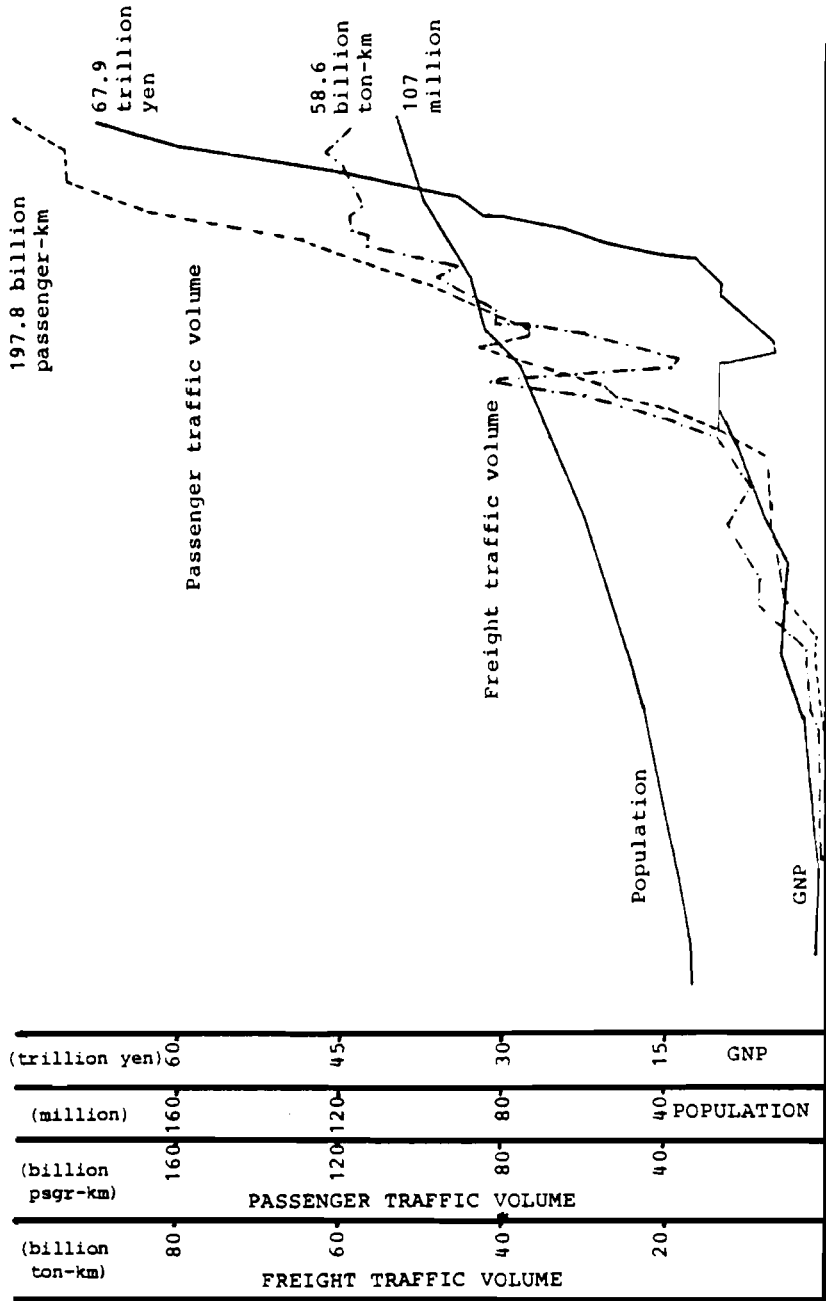 197.8 billion
passenger-km
67.9
trillion
yen
58.6
billion
ton-km
107
million
Passenger traffic volume
Freight traffic volume
Population
GNP
(trillion yen) 60 45 30 15 GNP
(million) 160 120 80 40 POPULATION
(billion
psgr-km)
160 120 80 40
PASSENGER TRAFFIC VOLUME
(billion
ton-km)
80 60 40 20
FREIGHT TRAFFIC VOLUME